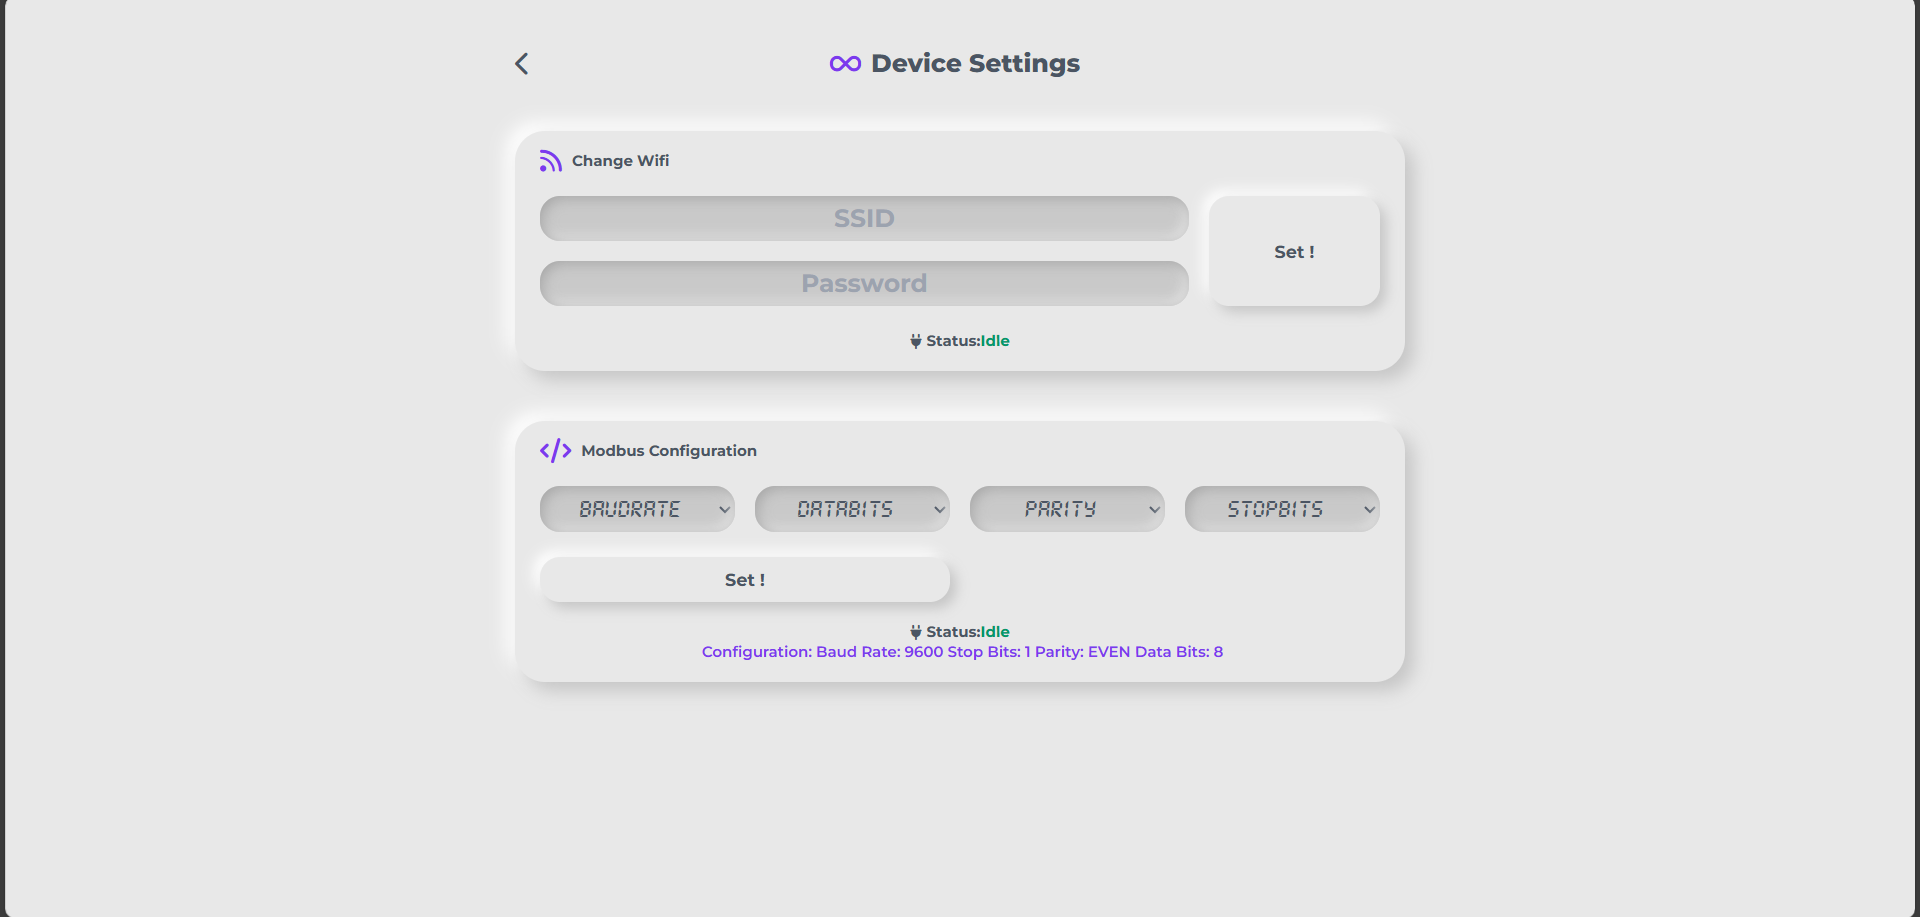 Device Settings
Change Wifi
SSID
Password
Set !
Status:Idle
Modbus Configuration
BAUDRATE DATABITS PARITY STOPBITS
Set !
Status:Idle
Configuration: Baud Rate: 9600 Stop Bits: 1 Parity: EVEN Data Bits: 8